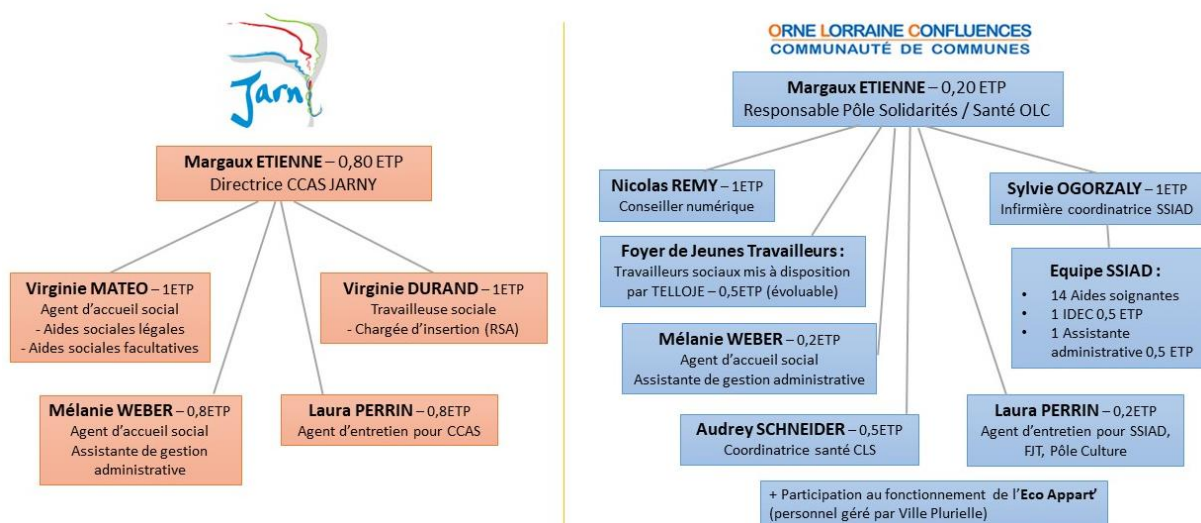 Jarny
Margaux ETIENNE – 0,80 ETP
Directrice CCAS JARNY
Virginie MATEO – 1ETP
Agent d'accueil social
- Aides sociales légales
- Aides sociales facultatives
Virginie DURAND – 1ETP
Travailleuse sociale
- Chargée d'insertion (RSA)
Mélanie WEBER – 0,8ETP
Agent d'accueil social
Assistante de gestion
administrative
Laura PERRIN – 0,8ETP
Agent d'entretien pour CCAS
ORNE LORRAINE CONFLUENCES
COMMUNAUTÉ DE COMMUNES
Margaux ETIENNE – 0,20 ETP
Responsable Pôle Solidarités / Santé OLC
Nicolas REMY – 1ETP
Conseiller numérique
Sylvie OGORZALY – 1ETP
Infirmière coordinatrice SSIAD
Foyer de Jeunes Travailleurs :
Travailleurs sociaux mis à disposition
par TELLOJE – 0,5ETP (évoluable)
Equipe SSIAD :
• 14 Aides soignantes
• 1 IDEC 0,5 ETP
• 1 Assistante
administrative 0,5 ETP
Mélanie WEBER – 0,2ETP
Agent d'accueil social
Assistante de gestion administrative
Audrey SCHNEIDER – 0,5ETP
Coordinatrice santé CLS
Laura PERRIN – 0,2ETP
Agent d'entretien pour SSIAD,
FJT, Pôle Culture
+ Participation au fonctionnement de l'Eco Appart'
(personnel géré par Ville Plurielle)